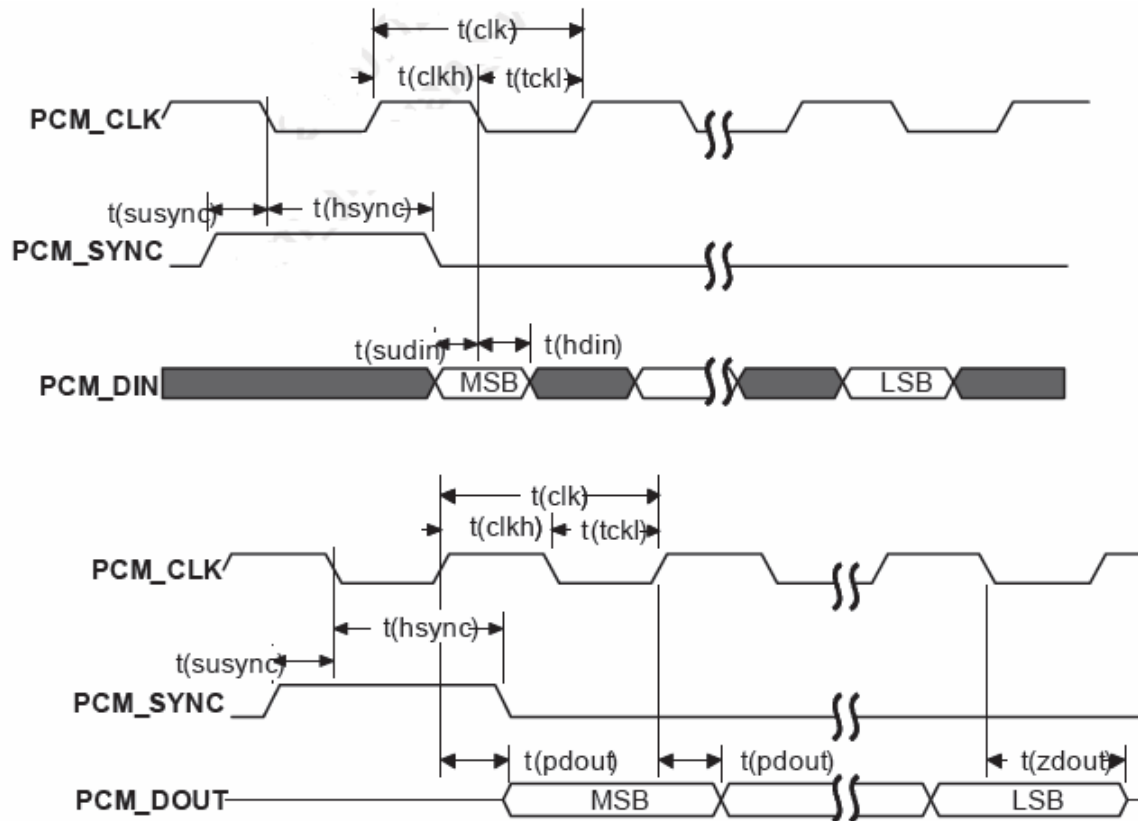 t(clk)
t(clkh) t(tckl)
PCM_CLK
t(susync) t(hsync)
PCM_SYNC
t(sudin) t(hdin)
PCM_DIN MSB LSB
t(clk)
t(clkh) t(tckl)
PCM_CLK
t(hsync)
t(susync)
PCM_SYNC
t(pdout) t(pdout) t(zdout)
PCM_DOUT MSB LSB